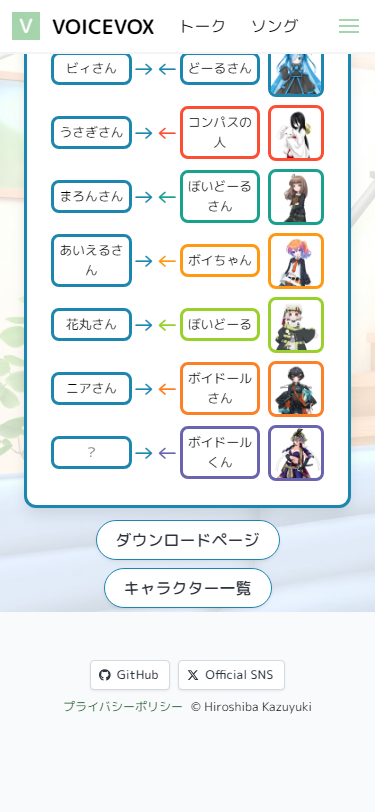 V VOICEVOX トーク ソング
ビィさん → ← どーるさん
うさぎさん → ← コンパスの
人
まろんさん → ← ぼいどーる
さん
あいえるさ
ん → ← ボイちゃん
花丸さん → ← ぼいどーる
ニアさん → ← ボイドール
さん
? → ← ボイドール
くん
ダウンロードページ
キャラクター一覧
GitHub Official SNS
プライバシーポリシー © Hiroshiba Kazuyuki